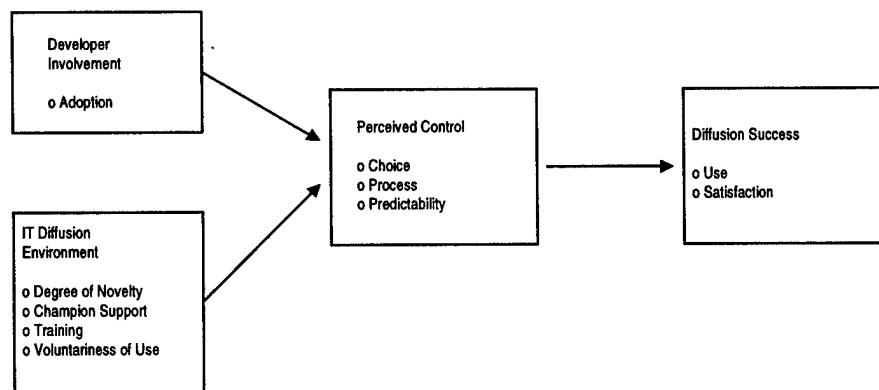 Developer
Involvement
o Adoption
IT Diffusion
Environment
o Degree of Novelty
o Champion Support
o Training
o Voluntariness of Use
Perceived Control
o Choice
o Process
o Predictability
Diffusion Success
o Use
o Satisfaction